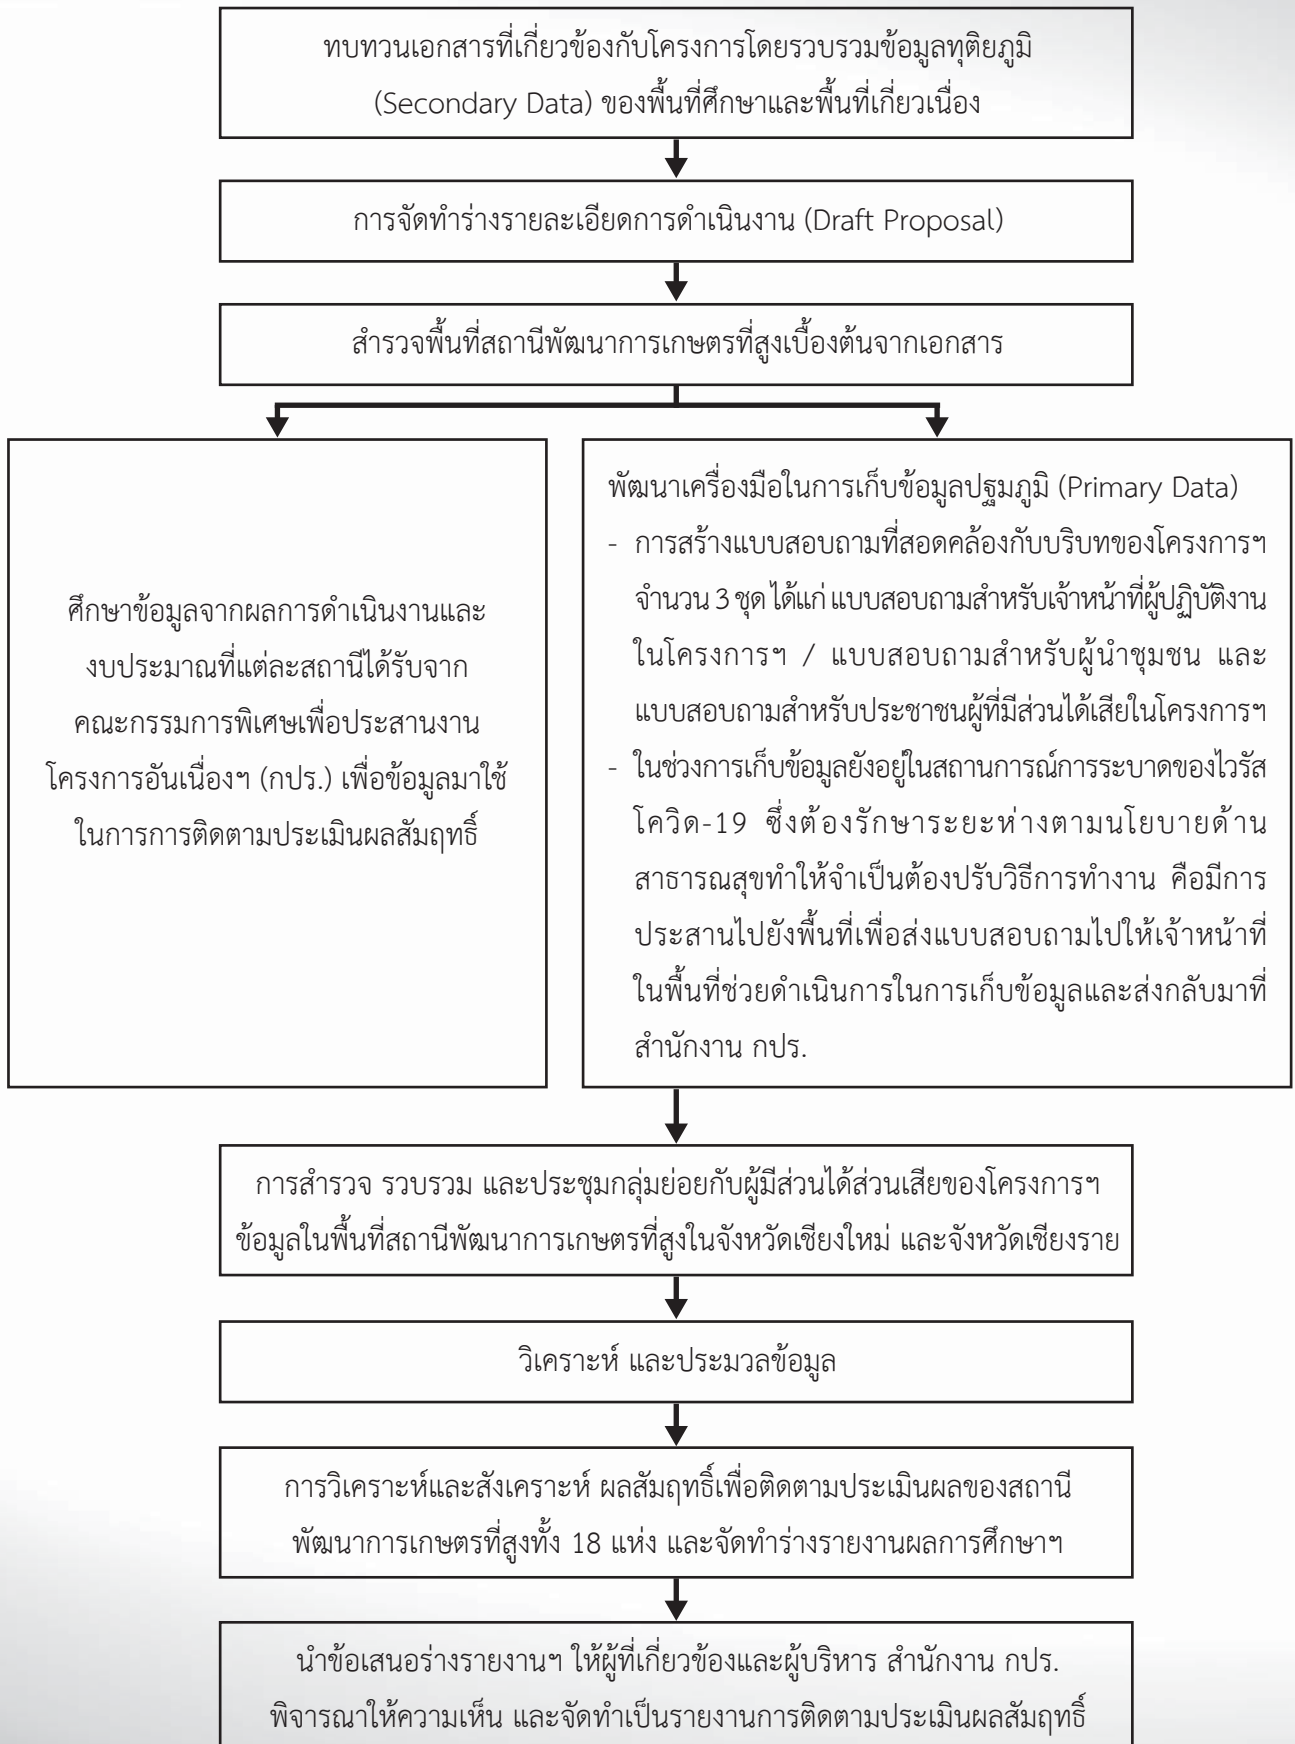 ทบทวนเอกสารที่เกี่ยวข้องกับโครงการโดยรวบรวมข้อมูลทุติยภูมิ
(Secondary Data) ของพื้นที่ศึกษาและพื้นที่เกี่ยวเนื่อง
การจัดทำร่างรายละเอียดการดำเนินงาน (Draft Proposal)
สำรวจพื้นที่สถานีพัฒนาการเกษตรที่สูงเบื้องต้นจากเอกสาร
ศึกษาข้อมูลจากผลการดำเนินงานและ
งบประมาณที่แต่ละสถานีได้รับจาก
คณะกรรมการพิเศษเพื่อประสานงาน
โครงการอันเนื่องฯ (กปร.) เพื่อข้อมูลมาใช้
ในการการติดตามประเมินผลสัมฤทธิ์
พัฒนาเครื่องมือในการเก็บข้อมูลปฐมภูมิ (Primary Data)
- การสร้างแบบสอบถามที่สอดคล้องกับบริบทของโครงการฯ
จำนวน 3 ชุด ได้แก่ แบบสอบถามสำหรับเจ้าหน้าที่ผู้ปฏิบัติงาน
ในโครงการฯ / แบบสอบถามสำหรับผู้นำชุมชน และ
แบบสอบถามสำหรับประชาชนผู้ที่มีส่วนได้เสียในโครงการฯ
- ในช่วงการเก็บข้อมูลยังอยู่ในสถานการณ์การระบาดของไวรัส
โควิด-19 ซึ่งต้องรักษาระยะห่างตามนโยบายด้าน
สาธารณสุขทำให้จำเป็นต้องปรับวิธีการทำงาน คือมีการ
ประสานไปยังพื้นที่เพื่อส่งแบบสอบถามไปให้เจ้าหน้าที่
ในพื้นที่ช่วยดำเนินการในการเก็บข้อมูลและส่งกลับมาที่
สำนักงาน กปร.
การสำรวจ รวบรวม และประชุมกลุ่มย่อยกับผู้มีส่วนได้ส่วนเสียของโครงการฯ
ข้อมูลในพื้นที่สถานีพัฒนาการเกษตรที่สูงในจังหวัดเชียงใหม่ และจังหวัดเชียงราย
วิเคราะห์ และประมวลข้อมูล
การวิเคราะห์และสังเคราะห์ ผลสัมฤทธิ์เพื่อติดตามประเมินผลของสถานี
พัฒนาการเกษตรที่สูงทั้ง 18 แห่ง และจัดทำร่างรายงานผลการศึกษาฯ
นำข้อเสนอร่างรายงานฯ ให้ผู้ที่เกี่ยวข้องและผู้บริหาร สำนักงาน กปร.
พิจารณาให้ความเห็น และจัดทำเป็นรายงานการติดตามประเมินผลสัมฤทธิ์